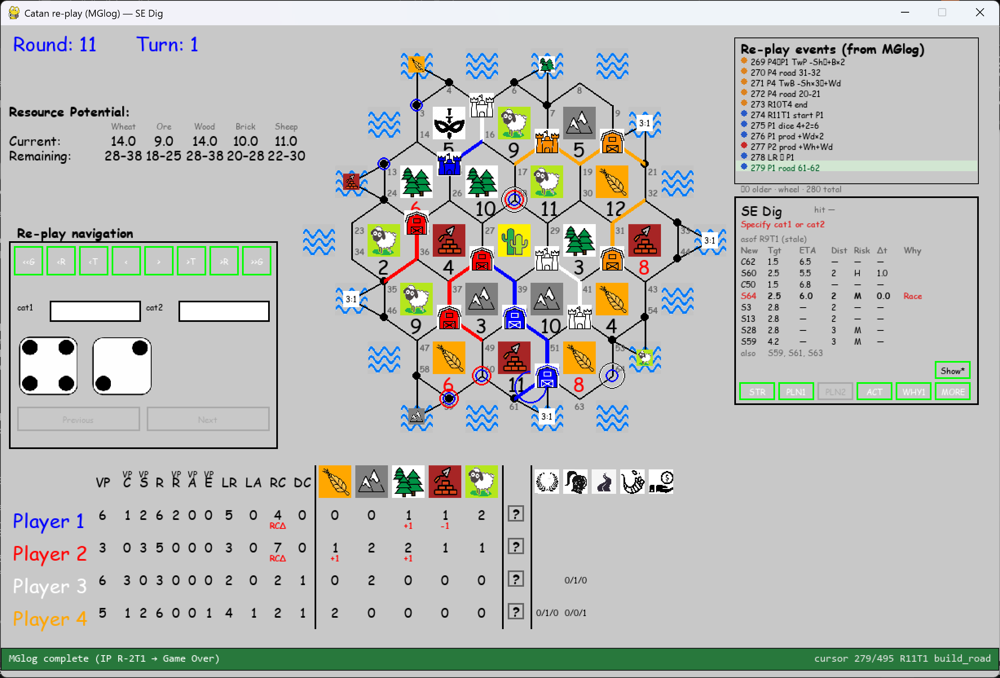 Catan re-play (MGlog) — SE Dig
Round: 11 Turn: 1
Resource Potential:
Wheat Ore Wood Brick Sheep
Current: 14.0 9.0 14.0 10.0 11.0
Remaining: 28-38 18-25 28-38 20-28 22-30
Re-play navigation
<<G <R <T < > >T >R >>G
cat1 cat2
Previous Next
4 6 8
3 7 9
3:1
14 16
5 9 5
13 17 19 21
24 26 30 32
6 10 11 12
23 27 29 31 33
3:1
34 36 44
2 4 3 8
35 37 39 41 43
3:1
46 54
9 3 10 4
47 49 51 53
58 60 64
6 11 8
59 61 63
3:1
Re-play events (from MGlog)
269 P4▯P1 TwP -Sh▯+B×2
270 P4 road 31-32
271 P4 TwB -Sh×3▯+Wd
272 P4 road 20-21
273 R10T4 end
274 R11T1 start P1
275 P1 dice 4+2=6
276 P1 prod +Wd×2
277 P2 prod +Wh+Wd
278 LR ▯ P1
279 P1 road 61-62
▯0 older · wheel · 280 total
SE Dig hit —
Specify cat1 or cat2
asof R9T1 (stale)
New Tgt ETA Dist Risk Δt Why
C62 1.5 6.5 — — —
S60 2.5 5.5 2 H 1.0
C50 1.5 6.8 — — —
S64 2.5 6.0 2 M 0.0 Race
S3 2.8 — 2 — —
S13 2.8 — 2 — —
S28 2.8 — 3 M —
S59 4.2 — 3 M —
also S59, S61, S63
Show*
STR PLN1 PLN2 ACT WHY1 MORE
VP VP VP VP VP
VP C S R R A E LR LA RC DC
Player 1 6 1 2 6 2 0 0 5 0 4 0 0 0 1 1 2 ?
RCΔ +1 -1
Player 2 3 0 3 5 0 0 0 3 0 7 0 1 2 2 1 1 ?
RCΔ +1 +1
Player 3 6 3 0 3 0 0 0 2 0 2 1 0 2 0 0 0 ? 0/1/0
Player 4 5 1 2 6 0 0 1 4 1 2 1 2 0 0 0 0 ? 0/1/0 0/0/1
MGlog complete (IP R-2T1 → Game Over)
cursor 279/495 R11T1 build_road